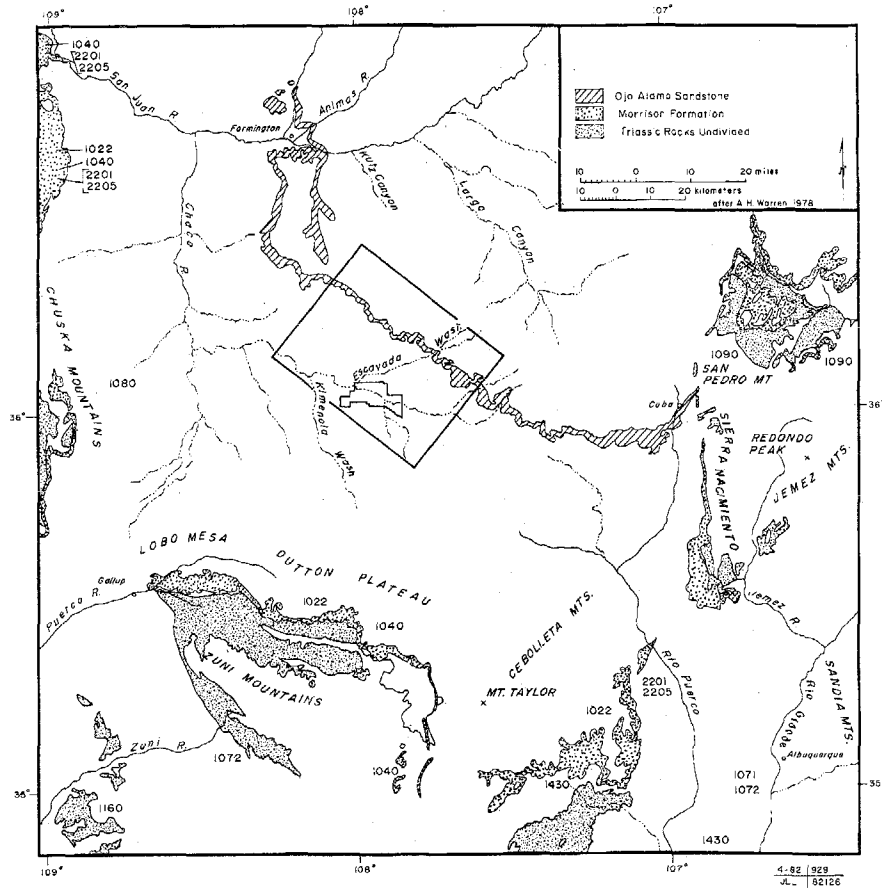 109°
108°
107°
1040
2201
2205
San Juan R.
Animas R.
Farmington
Ojo Alamo Sandstone
Morrison Formation
Triassic Rocks Undivided
10 0 10 20 miles
10 0 10 20 kilometers
after A. H. Warren 1978
N
1022
1040
2201
2205
Kutz Canyon
Largo Canyon
Chaco R.
CHUSKA MOUNTAINS
1080
Escavada Wash
Kimenola Wash
1090
1090
SAN PEDRO MT
36°
Cuba
36°
SIERRA NACIMIENTO
REDONDO PEAK
JEMEZ MTS.
LOBO MESA
DUTTON PLATEAU
Gallup
Puerco R.
1022
1040
CEBOLLETA MTS.
Jemez R.
ZUNI MOUNTAINS
MT. TAYLOR
Rio Puerco
2201
2205
1022
SANDIA MTS.
Rio Grande
Albuquerque
Zuni R.
1072
1040
1430
1071
1072
36°
35°
1160
1430
109°
108°
107°
4-82 929
JL_ 82126